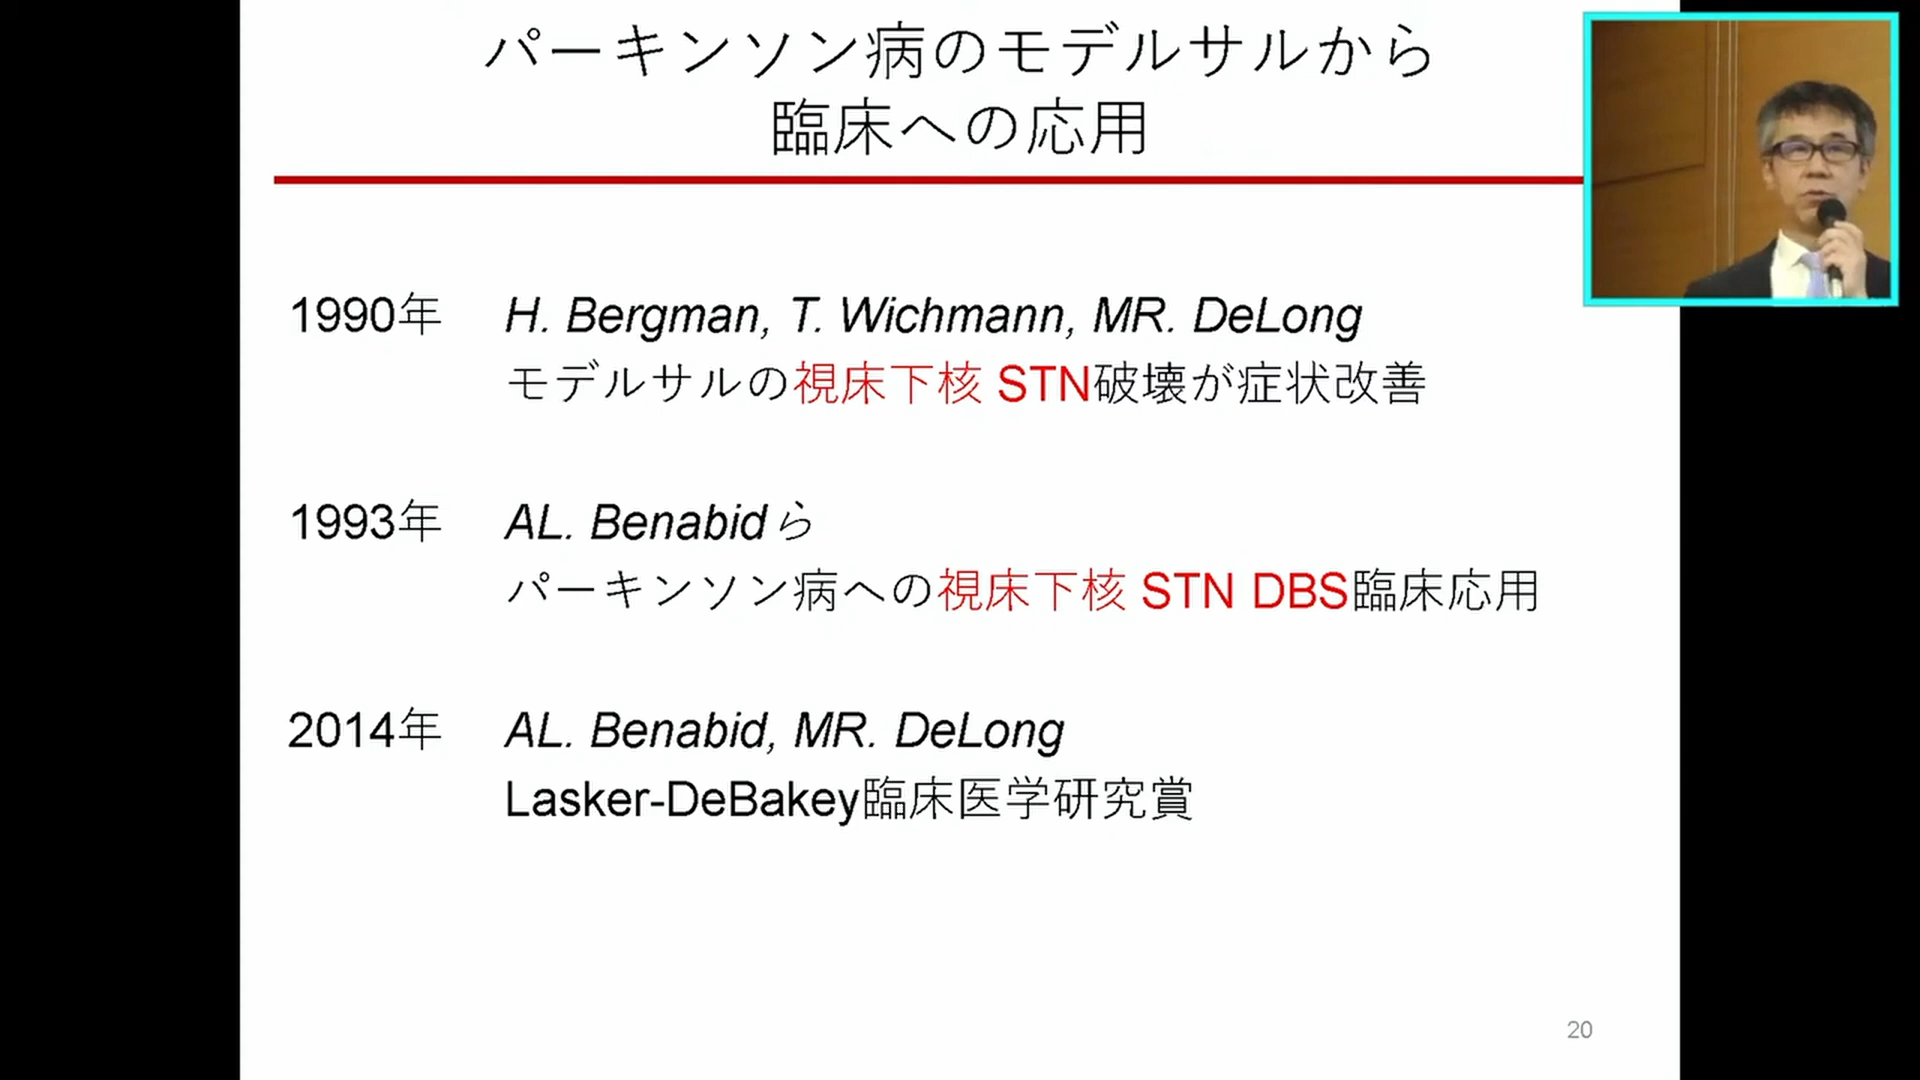 パーキンソン病のモデルサルから
臨床への応用
1990年 H. Bergman, T. Wichmann, MR. DeLong
モデルサルの視床下核 STN破壊が症状改善
1993年 AL. Benabidら
パーキンソン病への視床下核 STN DBS臨床応用
2014年 AL. Benabid, MR. DeLong
Lasker-DeBakey臨床医学研究賞
20